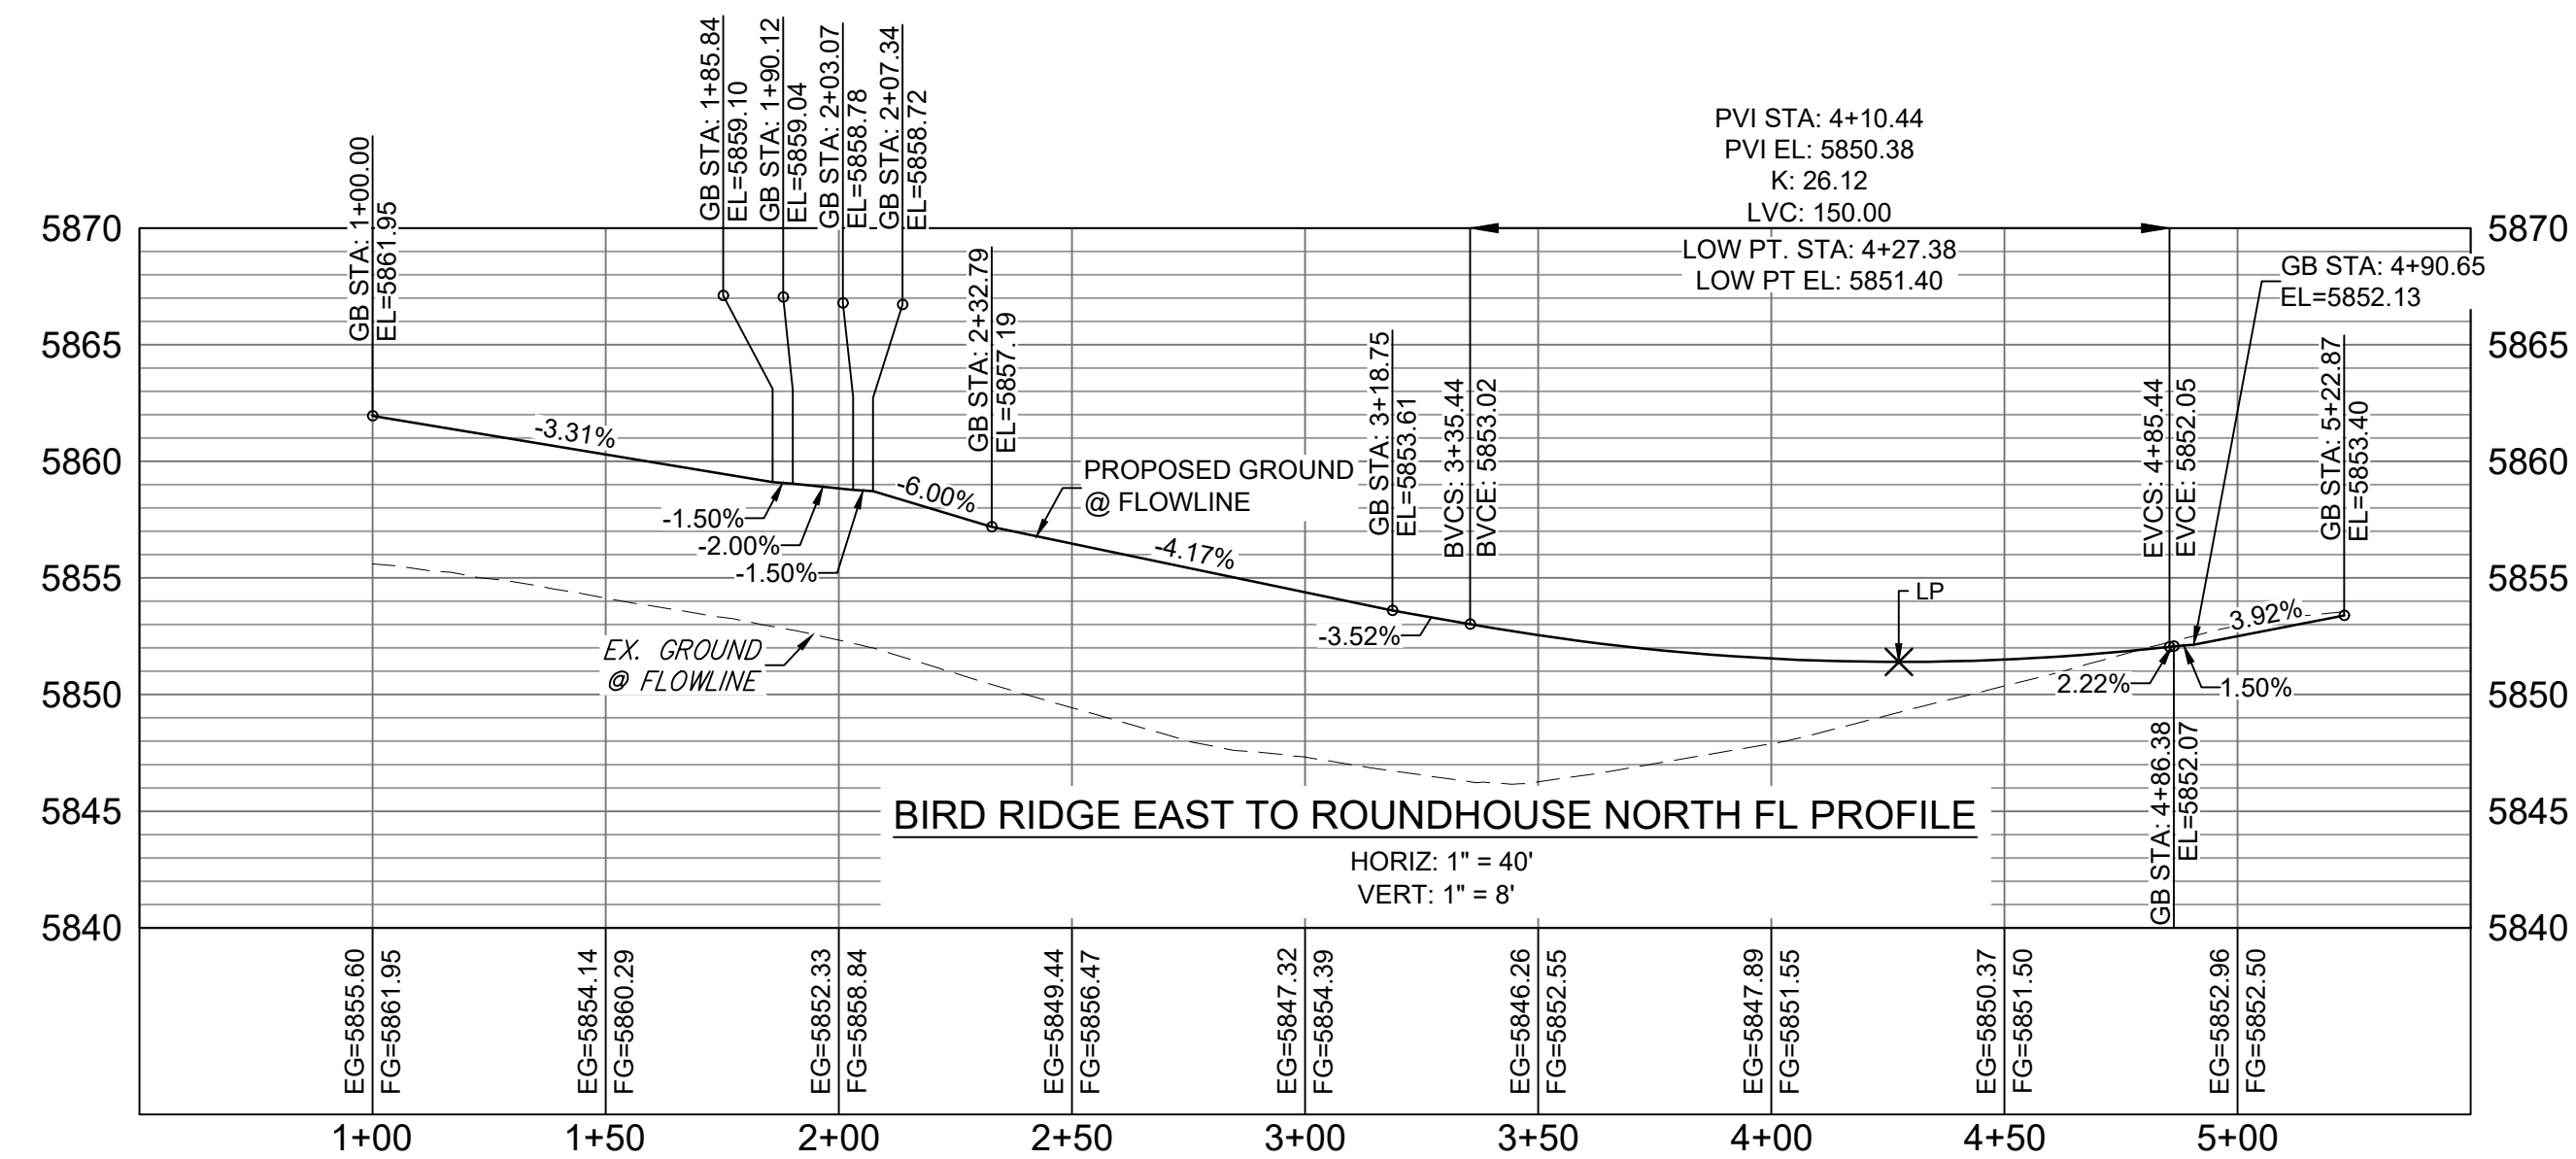 GB STA: 1+00.00
EL=5861.95
GB STA: 1+85.84
EL=5859.10
GB STA: 1+90.12
EL=5859.04
GB STA: 2+03.07
EL=5858.78
GB STA: 2+07.34
EL=5858.72
GB STA: 2+32.79
EL=5857.19
PVI STA: 4+10.44
PVI EL: 5850.38
K: 26.12
LVC: 150.00
LOW PT. STA: 4+27.38
LOW PT EL: 5851.40
GB STA: 3+18.75
EL=5853.61
BVCS: 3+35.44
BVCE: 5853.02
EVCS: 4+85.44
EVCE: 5852.05
GB STA: 4+90.65
EL=5852.13
GB STA: 5+22.87
EL=5853.40
5870
5865
5860
5855
5850
5845
5840
5870
5865
5860
5855
5850
5845
5840
-3.31%
-1.50%
-2.00%
-1.50%
-6.00%
PROPOSED GROUND
@ FLOWLINE
-4.17%
-3.52%
LP
2.22%
1.50%
3.92%
EX. GROUND
@ FLOWLINE
GB STA: 4+86.38
EL=5852.07
BIRD RIDGE EAST TO ROUNDHOUSE NORTH FL PROFILE
HORIZ: 1" = 40'
VERT: 1" = 8'
EG=5855.60
FG=5861.95
EG=5854.14
FG=5860.29
EG=5852.33
FG=5858.84
EG=5849.44
FG=5856.47
EG=5847.32
FG=5854.39
EG=5846.26
FG=5852.55
EG=5847.89
FG=5851.55
EG=5850.37
FG=5851.50
EG=5852.96
FG=5852.50
1+00
1+50
2+00
2+50
3+00
3+50
4+00
4+50
5+00